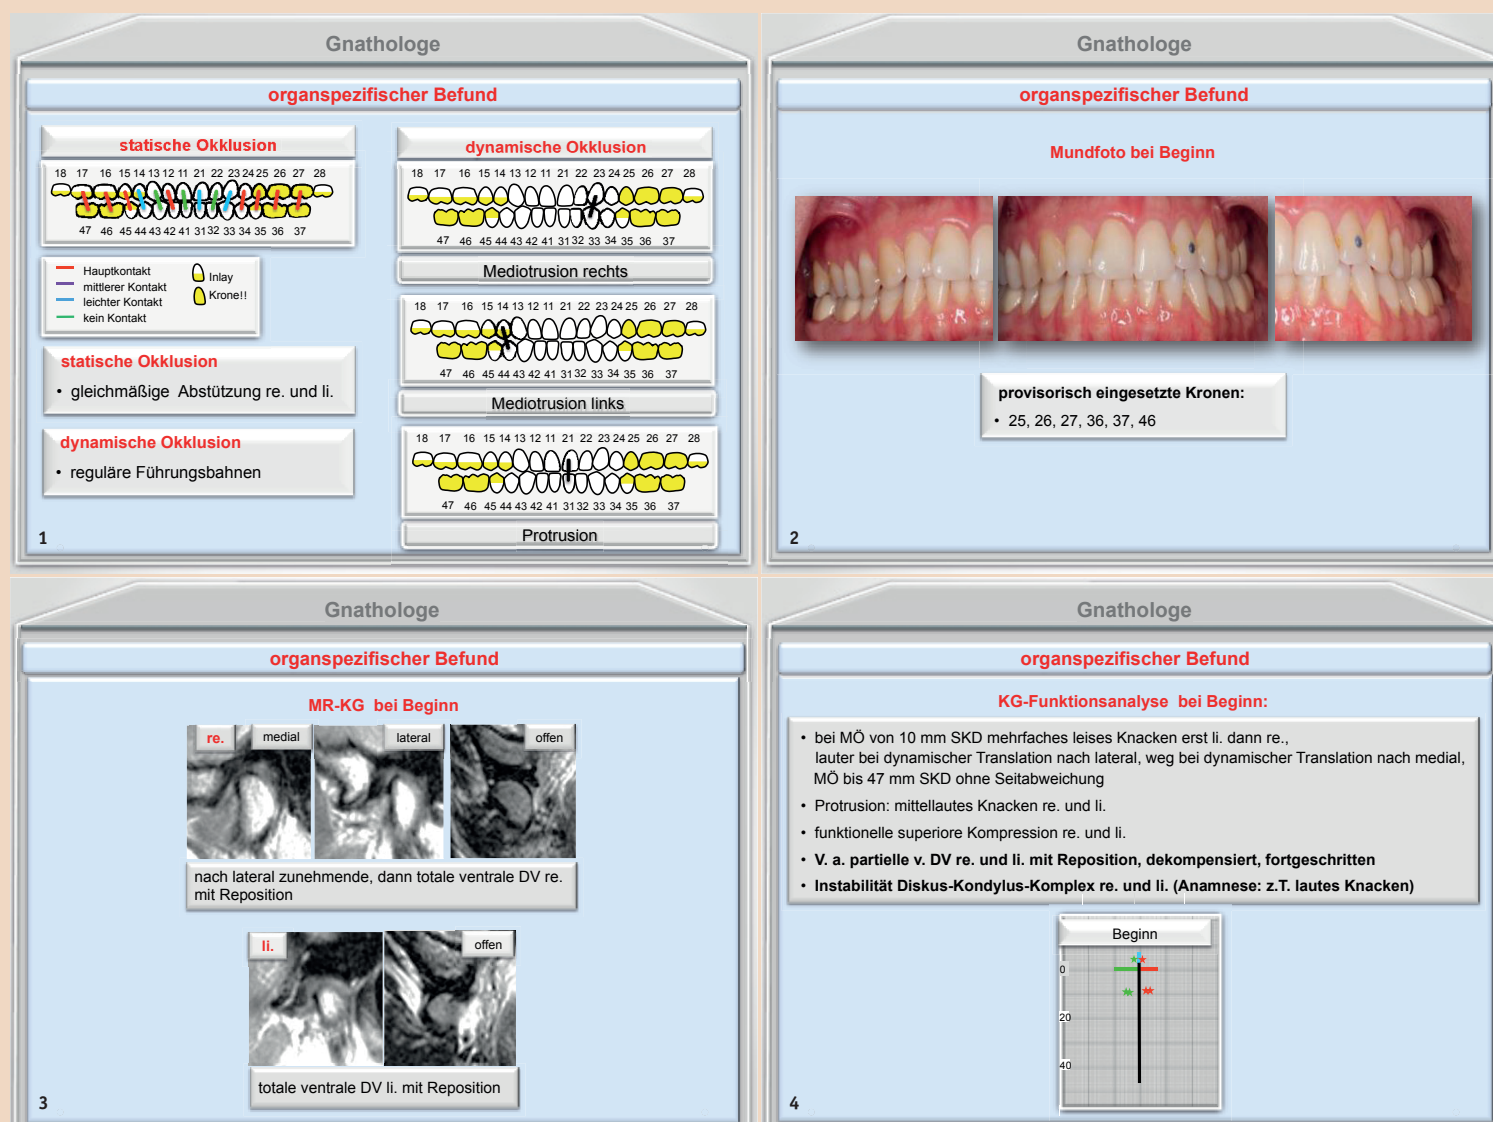 Gnathologe
organspezifischer Befund
statische Okklusion
18 17 16 15 14 13 12 11 21 22 23 24 25 26 27 28
47 46 45 44 43 42 41 31 32 33 34 35 36 37
Hauptkontakt
mittlerer Kontakt
leichter Kontakt
kein Kontakt
Inlay
Krone!!
statische Okklusion
• gleichmäßige Abstützung re. und li.
dynamische Okklusion
• reguläre Führungsbahnen
dynamische Okklusion
18 17 16 15 14 13 12 11 21 22 23 24 25 26 27 28
47 46 45 44 43 42 41 31 32 33 34 35 36 37
Mediotrusion rechts
18 17 16 15 14 13 12 11 21 22 23 24 25 26 27 28
47 46 45 44 43 42 41 31 32 33 34 35 36 37
Mediotrusion links
18 17 16 15 14 13 12 11 21 22 23 24 25 26 27 28
47 46 45 44 43 42 41 31 32 33 34 35 36 37
Protrusion
1
Gnathologe
organspezifischer Befund
Mundfoto bei Beginn
provisorisch eingesetzte Kronen:
• 25, 26, 27, 36, 37, 46
2
Gnathologe
organspezifischer Befund
MR-KG bei Beginn
re.
medial
lateral
offen
nach lateral zunehmende, dann totale ventrale DV re.
mit Reposition
li.
offen
totale ventrale DV li. mit Reposition
3
Gnathologe
organspezifischer Befund
KG-Funktionsanalyse bei Beginn:
• bei MÖ von 10 mm SKD mehrfaches leises Knacken erst li. dann re.,
lauter bei dynamischer Translation nach lateral, weg bei dynamischer Translation nach medial,
MÖ bis 47 mm SKD ohne Seitabweichung
• Protrusion: mittellautes Knacken re. und li.
• funktionelle superiore Kompression re. und li.
• V. a. partielle v. DV re. und li. mit Reposition, dekompensiert, fortgeschritten
• Instabilität Diskus-Kondylus-Komplex re. und li. (Anamnese: z.T. lautes Knacken)
Beginn
0
20
40
4